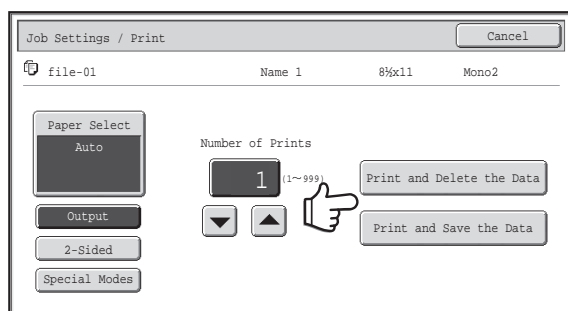 Job Settings / Print
Cancel
file-01 Name 1 8½x11 Mono2
Paper Select
Auto
Output
2-Sided
Special Modes
Number of Prints
1 (1~999)
Print and Delete the Data
Print and Save the Data